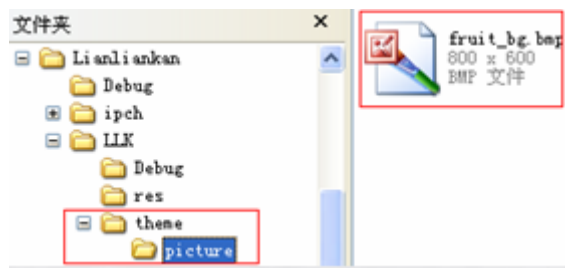 文件夹
Lianliankan
Debug
ipch
LLK
Debug
res
theme
picture
fruit_bg.bmp
800 x 600
BMP 文件